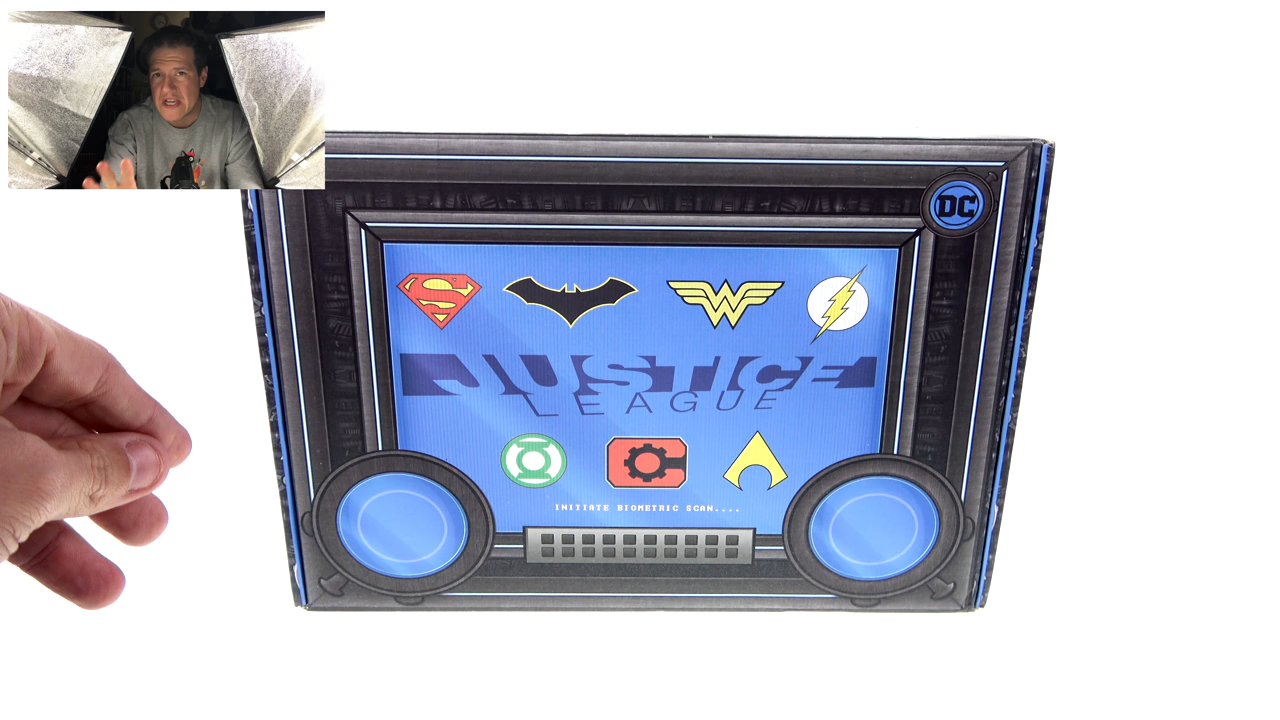 DC
S
W
JUSTICE
LEAGUE
INITIATE BIOMETRIC SCAN....